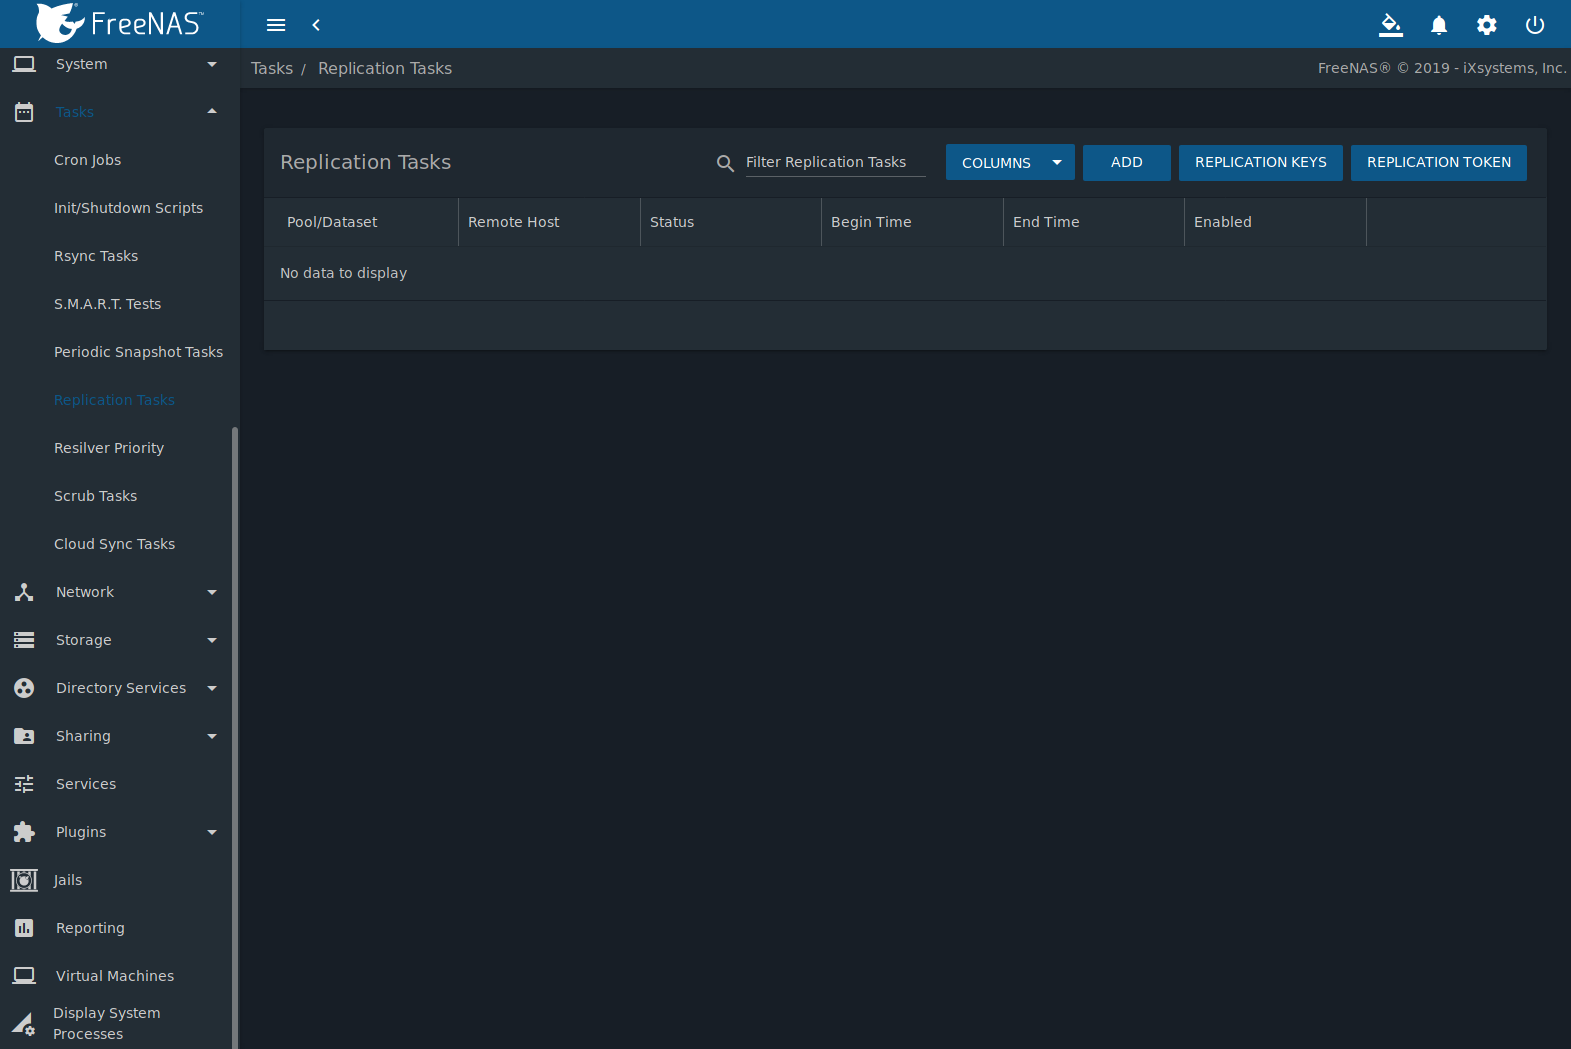 FreeNAS™
System
Tasks / Replication Tasks
FreeNAS® © 2019 - iXsystems, Inc.
Tasks
Cron Jobs
Init/Shutdown Scripts
Rsync Tasks
S.M.A.R.T. Tests
Periodic Snapshot Tasks
Replication Tasks
Resilver Priority
Scrub Tasks
Cloud Sync Tasks
Network
Storage
Directory Services
Sharing
Services
Plugins
Jails
Reporting
Virtual Machines
Display System
Processes
Replication Tasks
Filter Replication Tasks
COLUMNS
ADD
REPLICATION KEYS
REPLICATION TOKEN
Pool/Dataset Remote Host Status Begin Time End Time Enabled
No data to display